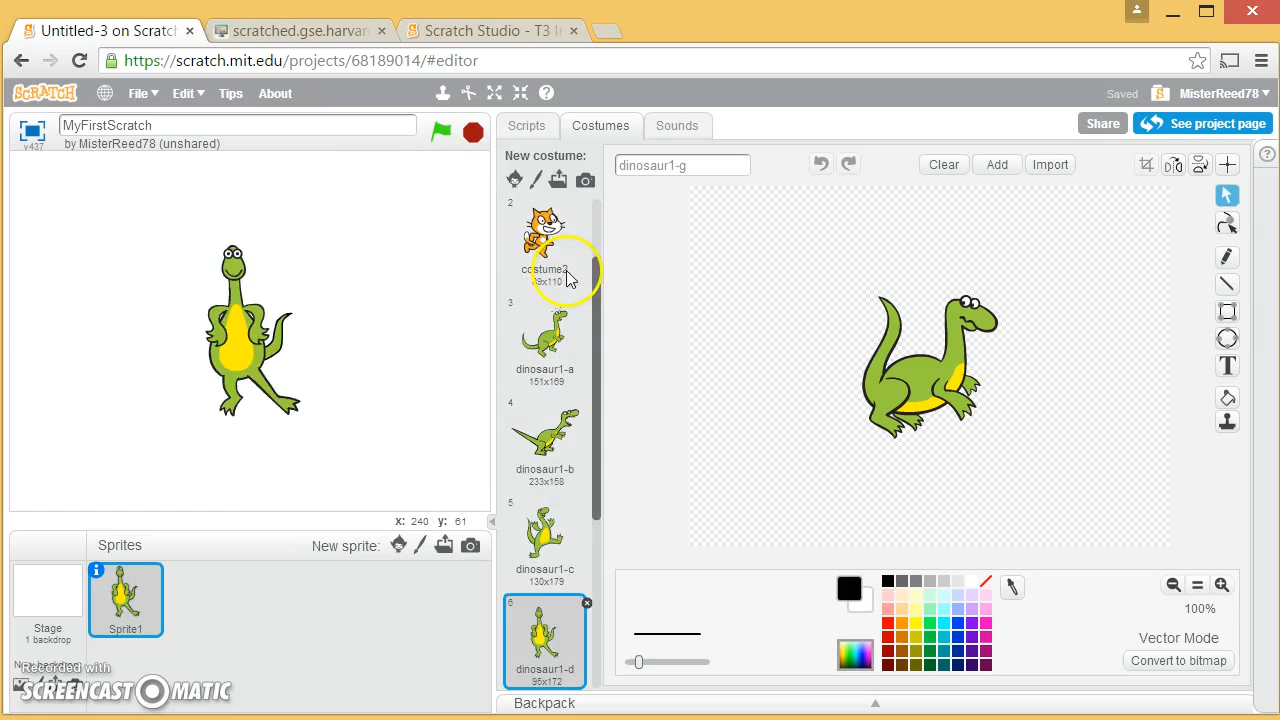 Untitled-3 on Scratch
scratched.gse.harvar
Scratch Studio - T3 I
https://scratch.mit.edu/projects/68189014/#editor
SCRATCH
File
Edit
Tips
About
Saved
MisterReed78
MyFirstScratch
by MisterReed78 (unshared)
v437
Scripts
Costumes
Sounds
Share
See project page
New costume:
dinosaur1-g
Clear
Add
Import
2
costume2
89x110
3
dinosaur1-a
151x169
4
dinosaur1-b
233x158
5
dinosaur1-c
130x179
6
dinosaur1-d
95x172
T
x: 240 y: 61
Sprites
New sprite:
Stage
1 backdrop
Sprite1
100%
Vector Mode
Convert to bitmap
Backpack
Recorded with
SCREENCAST MATIC